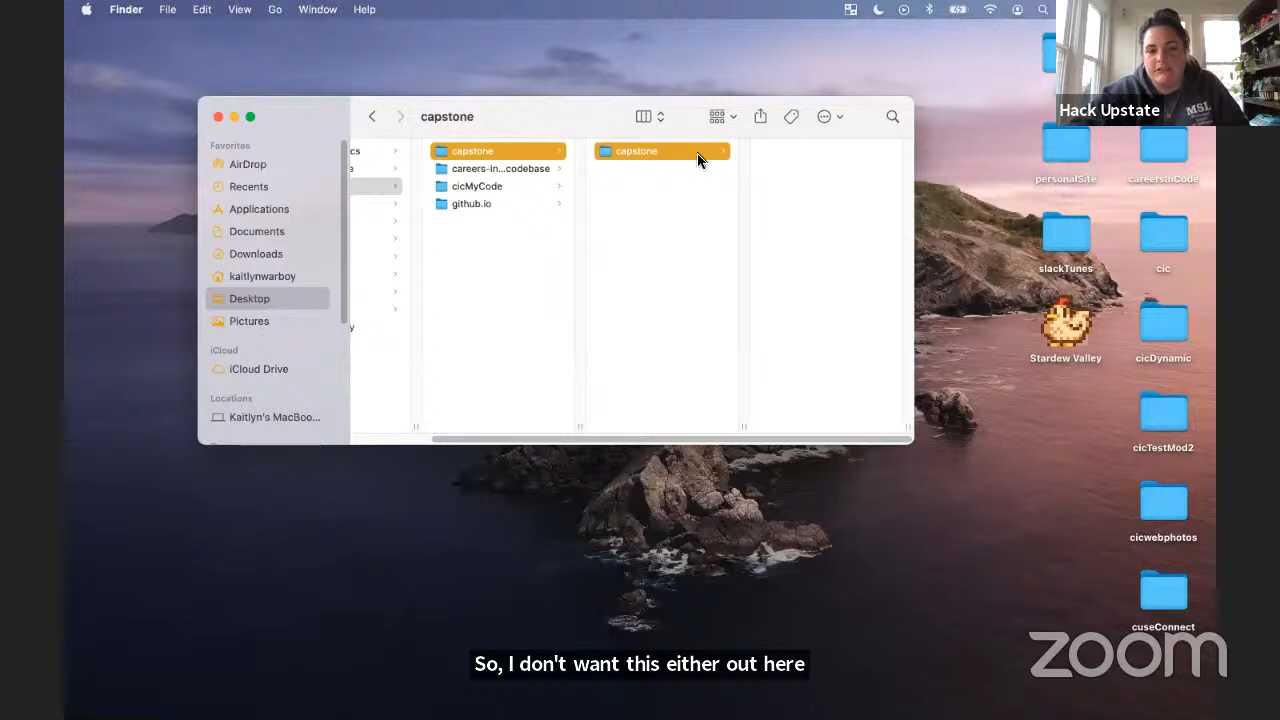 Finder File Edit View Go Window Help
Hack Upstate
MSL
capstone
Favorites
AirDrop
Recents
Applications
Documents
Downloads
kaitlynwarboy
Desktop
Pictures
iCloud
iCloud Drive
Locations
Kaitlyn's MacBoo...
cs
e
y
capstone
careers-in...codebase
cicMyCode
github.io
capstone
personalSite
careersInCode
slackTunes
cic
Stardew Valley
cicDynamic
cicTestMod2
cicwebphotos
cuseConnect
zoom
So, I don't want this either out here